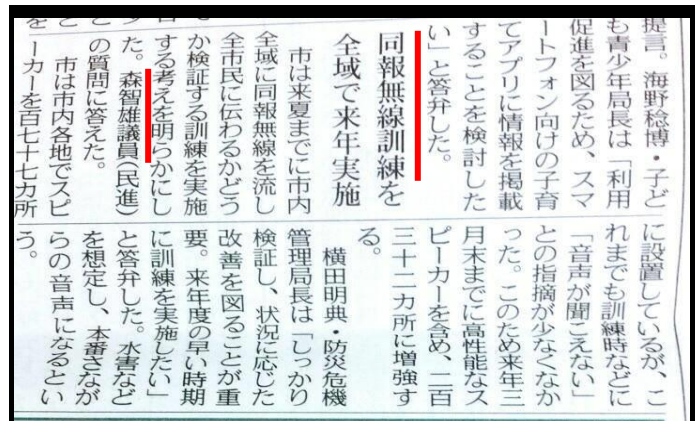 提言。海野稔博・子ど
も青少年局長は「利用
促進を図るため、スマ
ートフォン向けの子育
てアプリに情報を掲載
することを検討した
い」と答弁した。
同報無線訓練を
全域で来年実施
市は来夏までに市内
全域に同報無線を流し
全市民に伝わるかどう
か検証する訓練を実施
する考えを明らかにし
た。森智雄議員(民進)
の質問に答えた。
市は市内各地でスピ
ーカーを百七十七カ所
に設置しているが、こ
れまでも訓練時などに
「音声が聞こえない」
との指摘が少なくなか
った。このため来年三
月末までに高性能なス
ピーカーを含め、二百
三十二カ所に増強す
る。
横田明典・防災危機
管理局長は「しっかり
検証し、状況に応じた
改善を図ることが重
要。来年度の早い時期
に訓練を実施したい」
と答弁した。水害など
を想定し、本番さなが
らの音声になるとい
う。